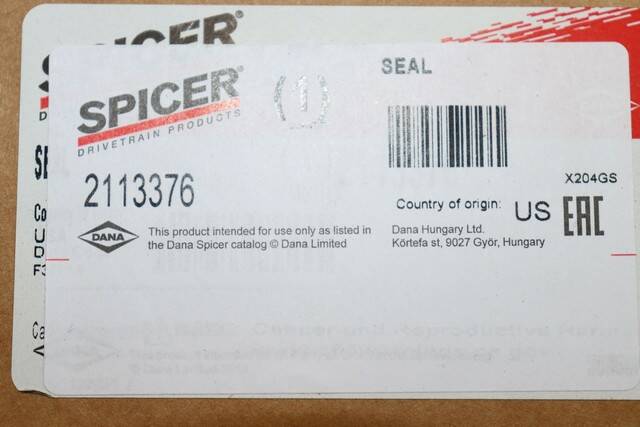 SPICER®
DRIVETRAIN PRODUCTS
(1)
SEAL
2113376
X204GS
Country of origin: US
EAC
DANA
This product intended for use only as listed in
the Dana Spicer catalog © Dana Limited
Dana Hungary Ltd.
Körtefa st, 9027 Győr, Hungary